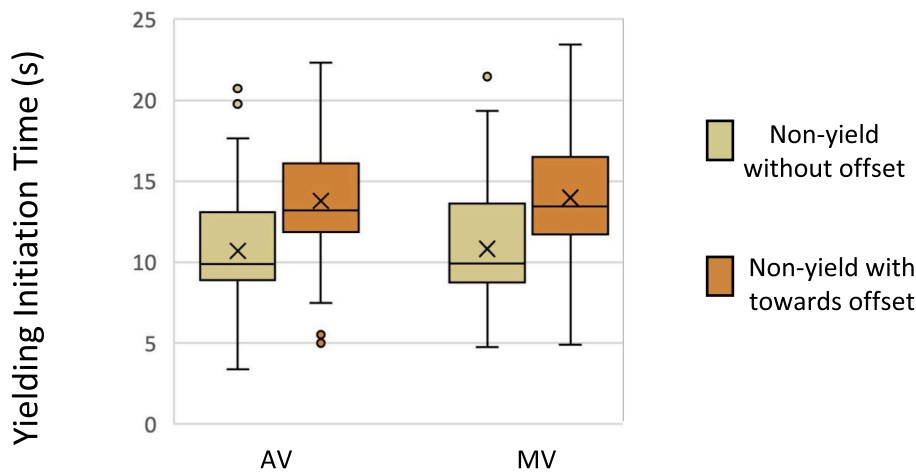 Yielding Initiation Time (s)
25
20
15
10
5
0
AV
MV
Non-yield
without offset
Non-yield with
towards offset